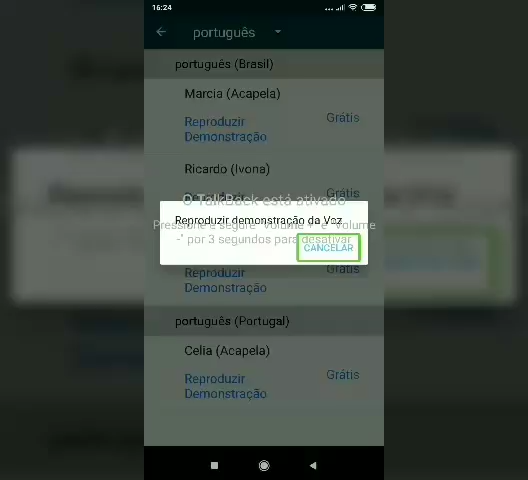 16:24
português
português (Brasil)
Marcia (Acapela)
Grátis
Reproduzir
Demonstração
Ricardo (Ivona)
Grátis
O TalkBack está ativado
Reproduzir demonstração da Voz
Pressione e segure "Volume +" e "Volume
-" por 3 segundos para desativar
CANCELAR
Grátis
Reproduzir
Demonstração
português (Portugal)
Celia (Acapela)
Grátis
Reproduzir
Demonstração